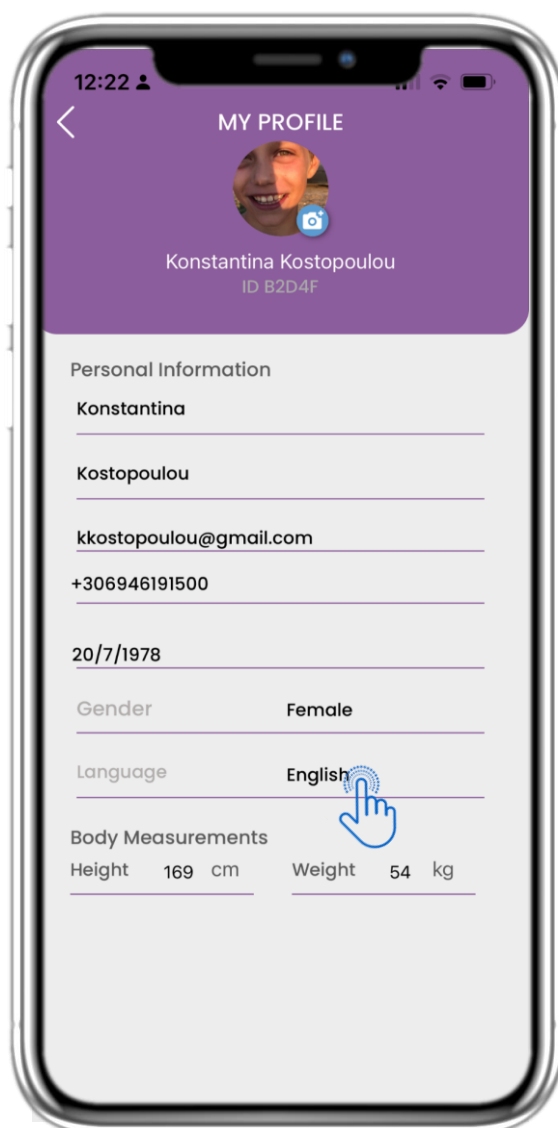 12:22
MY PROFILE
Konstantina Kostopoulou
ID B2D4F
Personal Information
Konstantina
Kostopoulou
kkostopoulou@gmail.com
+306946191500
20/7/1978
Gender Female
Language English
Body Measurements
Height 169 cm Weight 54 kg